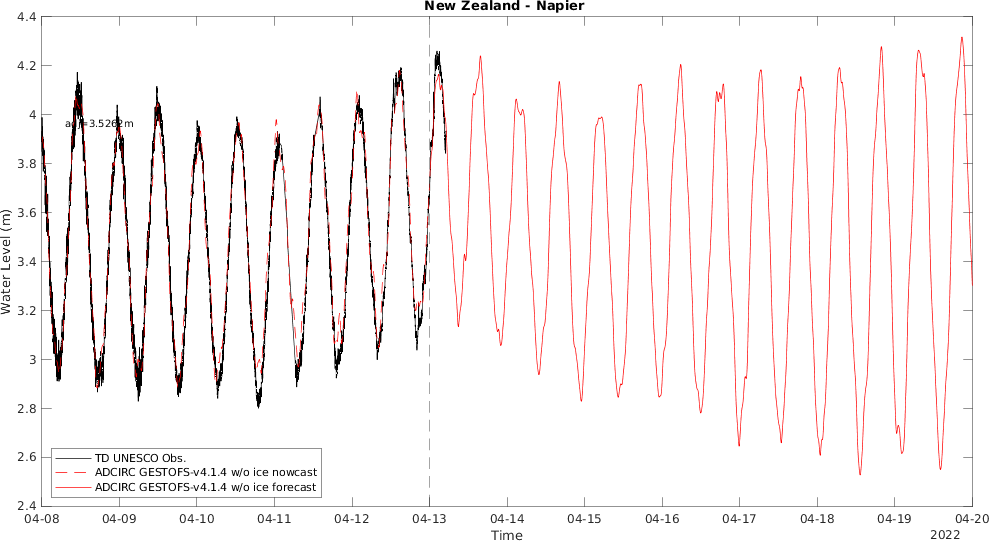 New Zealand - Napier
4.4
4.2
4
3.8
3.6
3.4
3.2
3
2.8
2.6
2.4
Water Level (m)
=3.5262m
TD UNESCO Obs.
ADCIRC GESTOFS-v4.1.4 w/o ice nowcast
ADCIRC GESTOFS-v4.1.4 w/o ice forecast
04-08 04-09 04-10 04-11 04-12 04-13 04-14 04-15 04-16 04-17 04-18 04-19 04-20
Time
2022